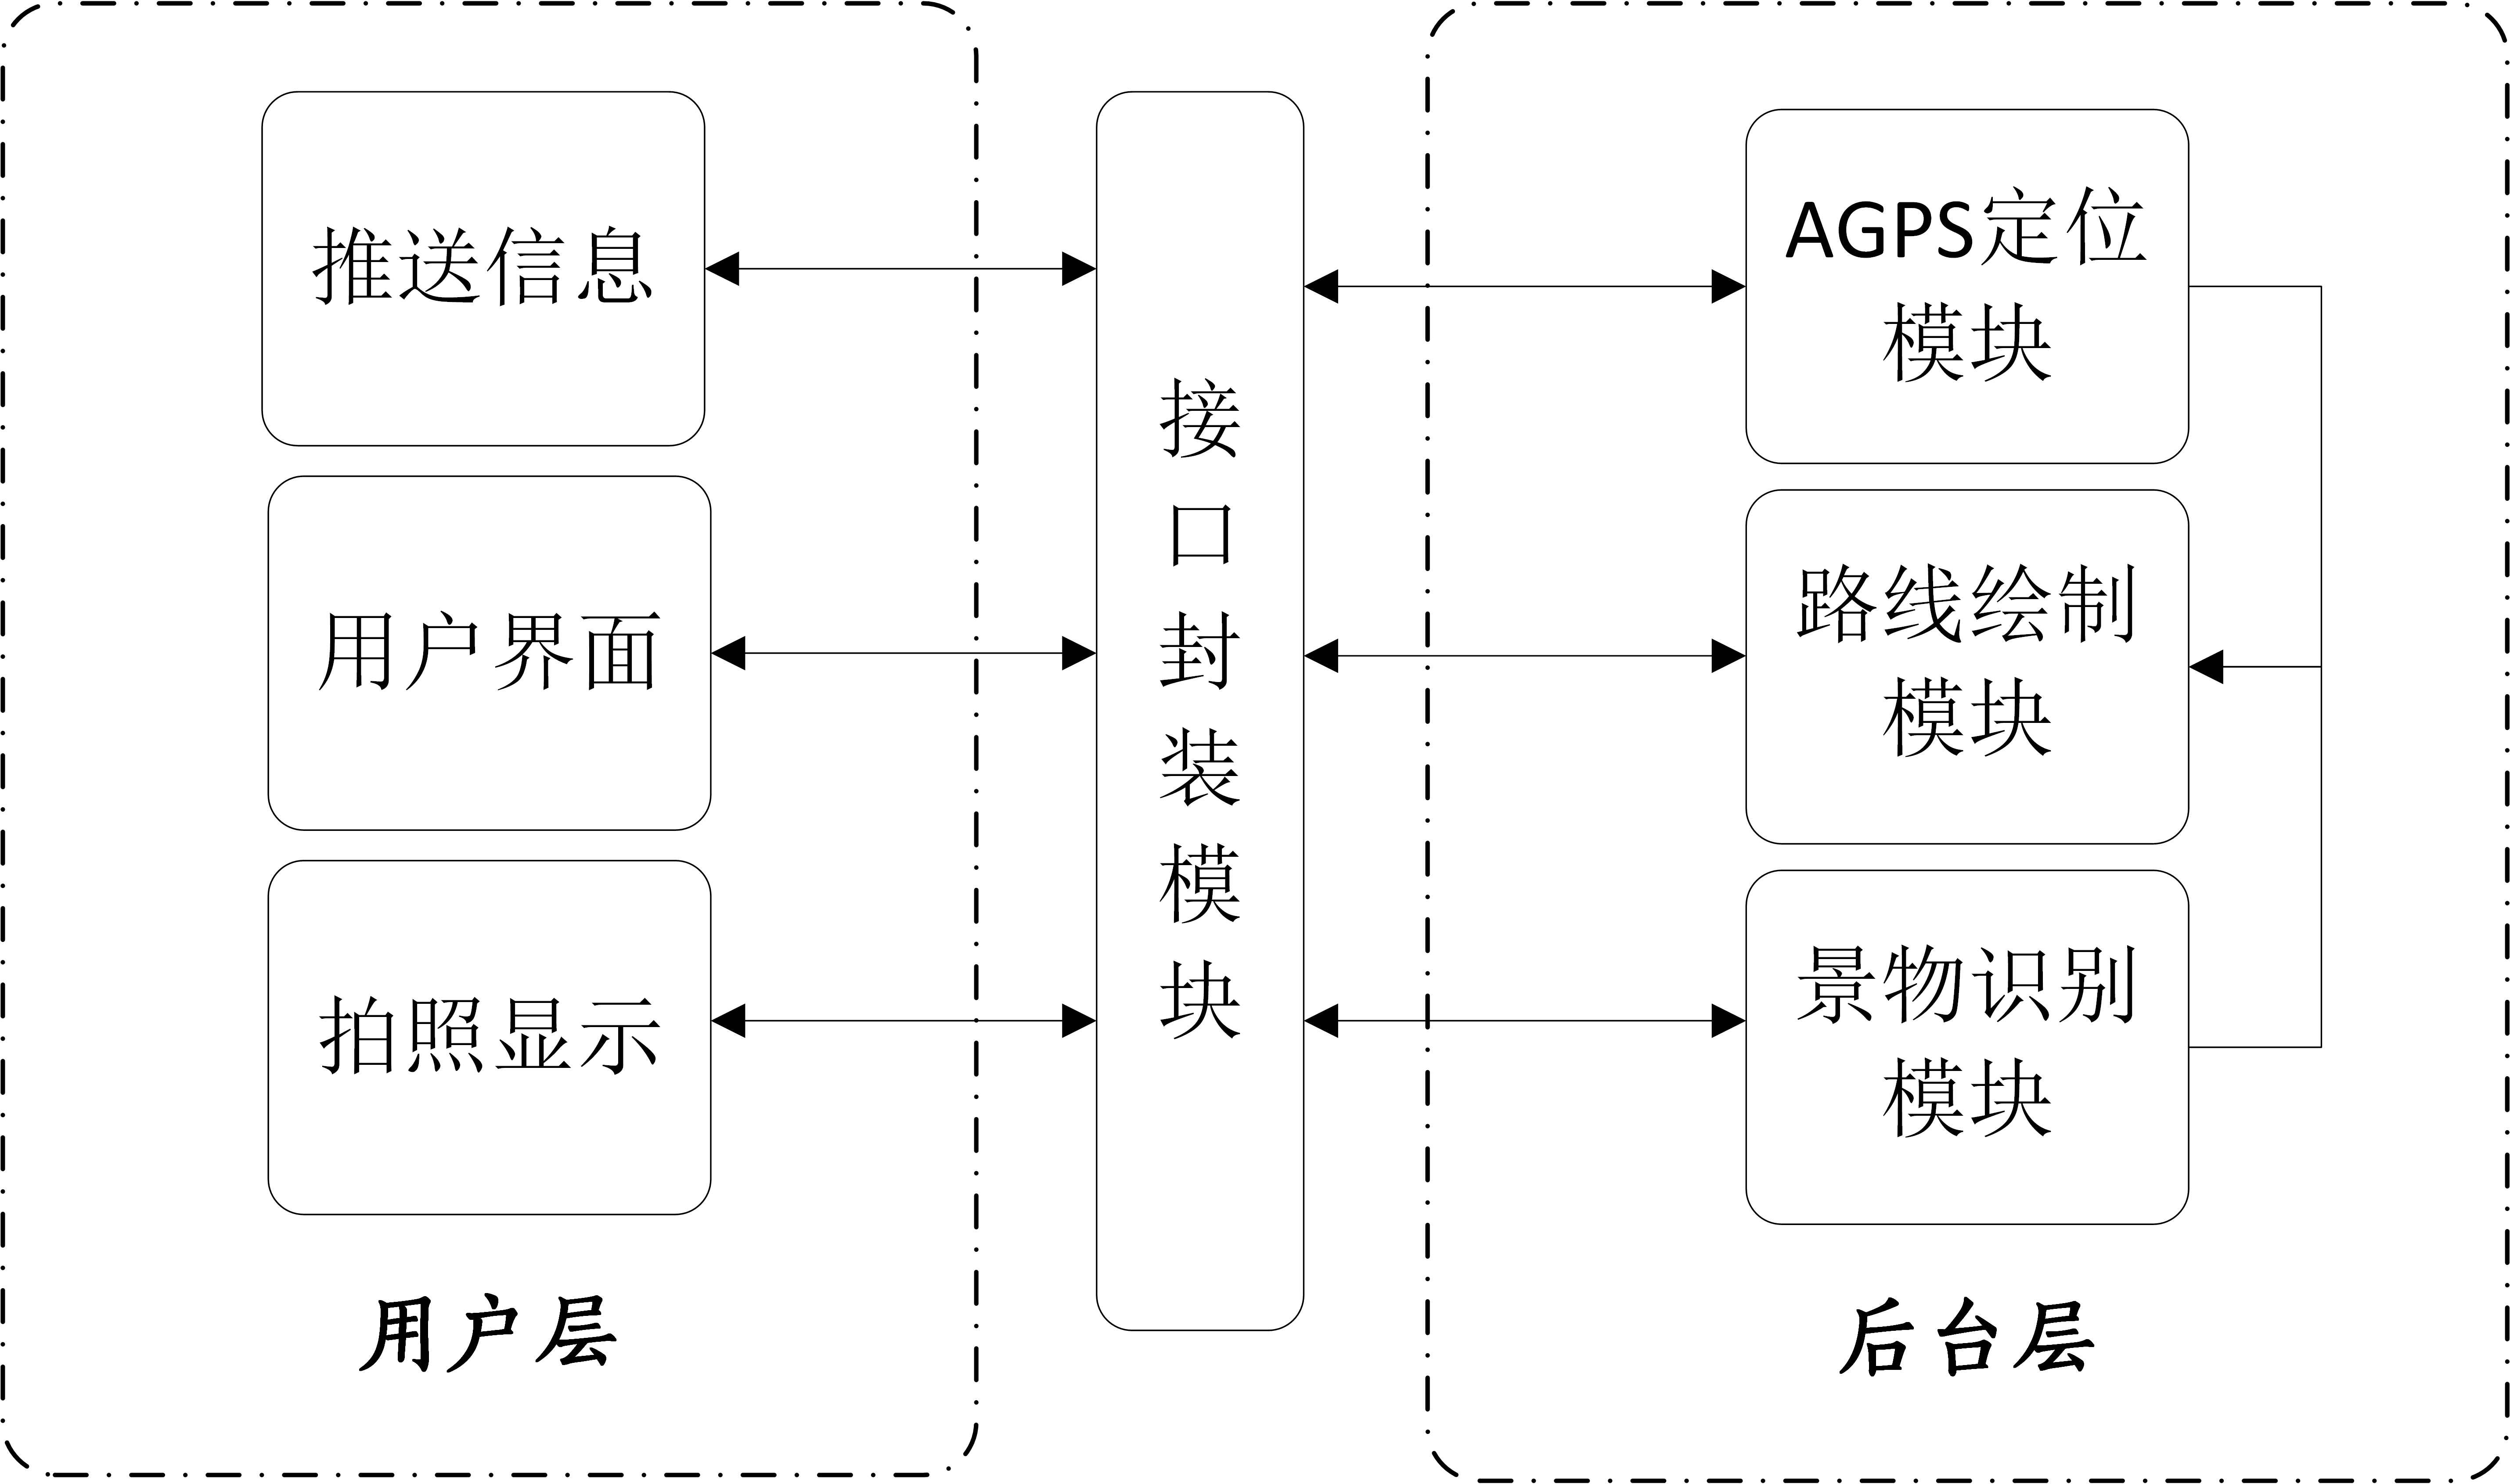 推送信息
用户界面
拍照显示
用户层
接
口
封
装
模
块
AGPS定位
模块
路线绘制
模块
景物识别
模块
后台层